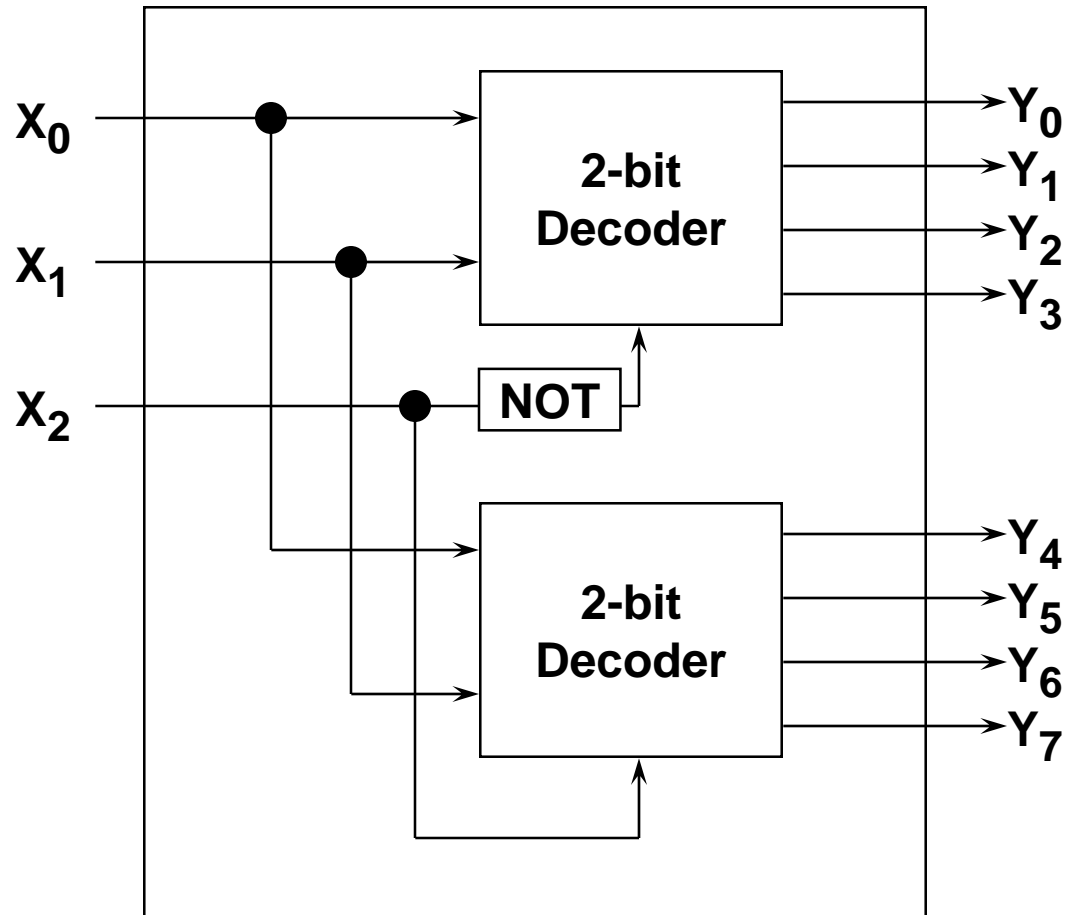 X0
X1
X2
2-bit
Decoder
NOT
2-bit
Decoder
Y0
Y1
Y2
Y3
Y4
Y5
Y6
Y7